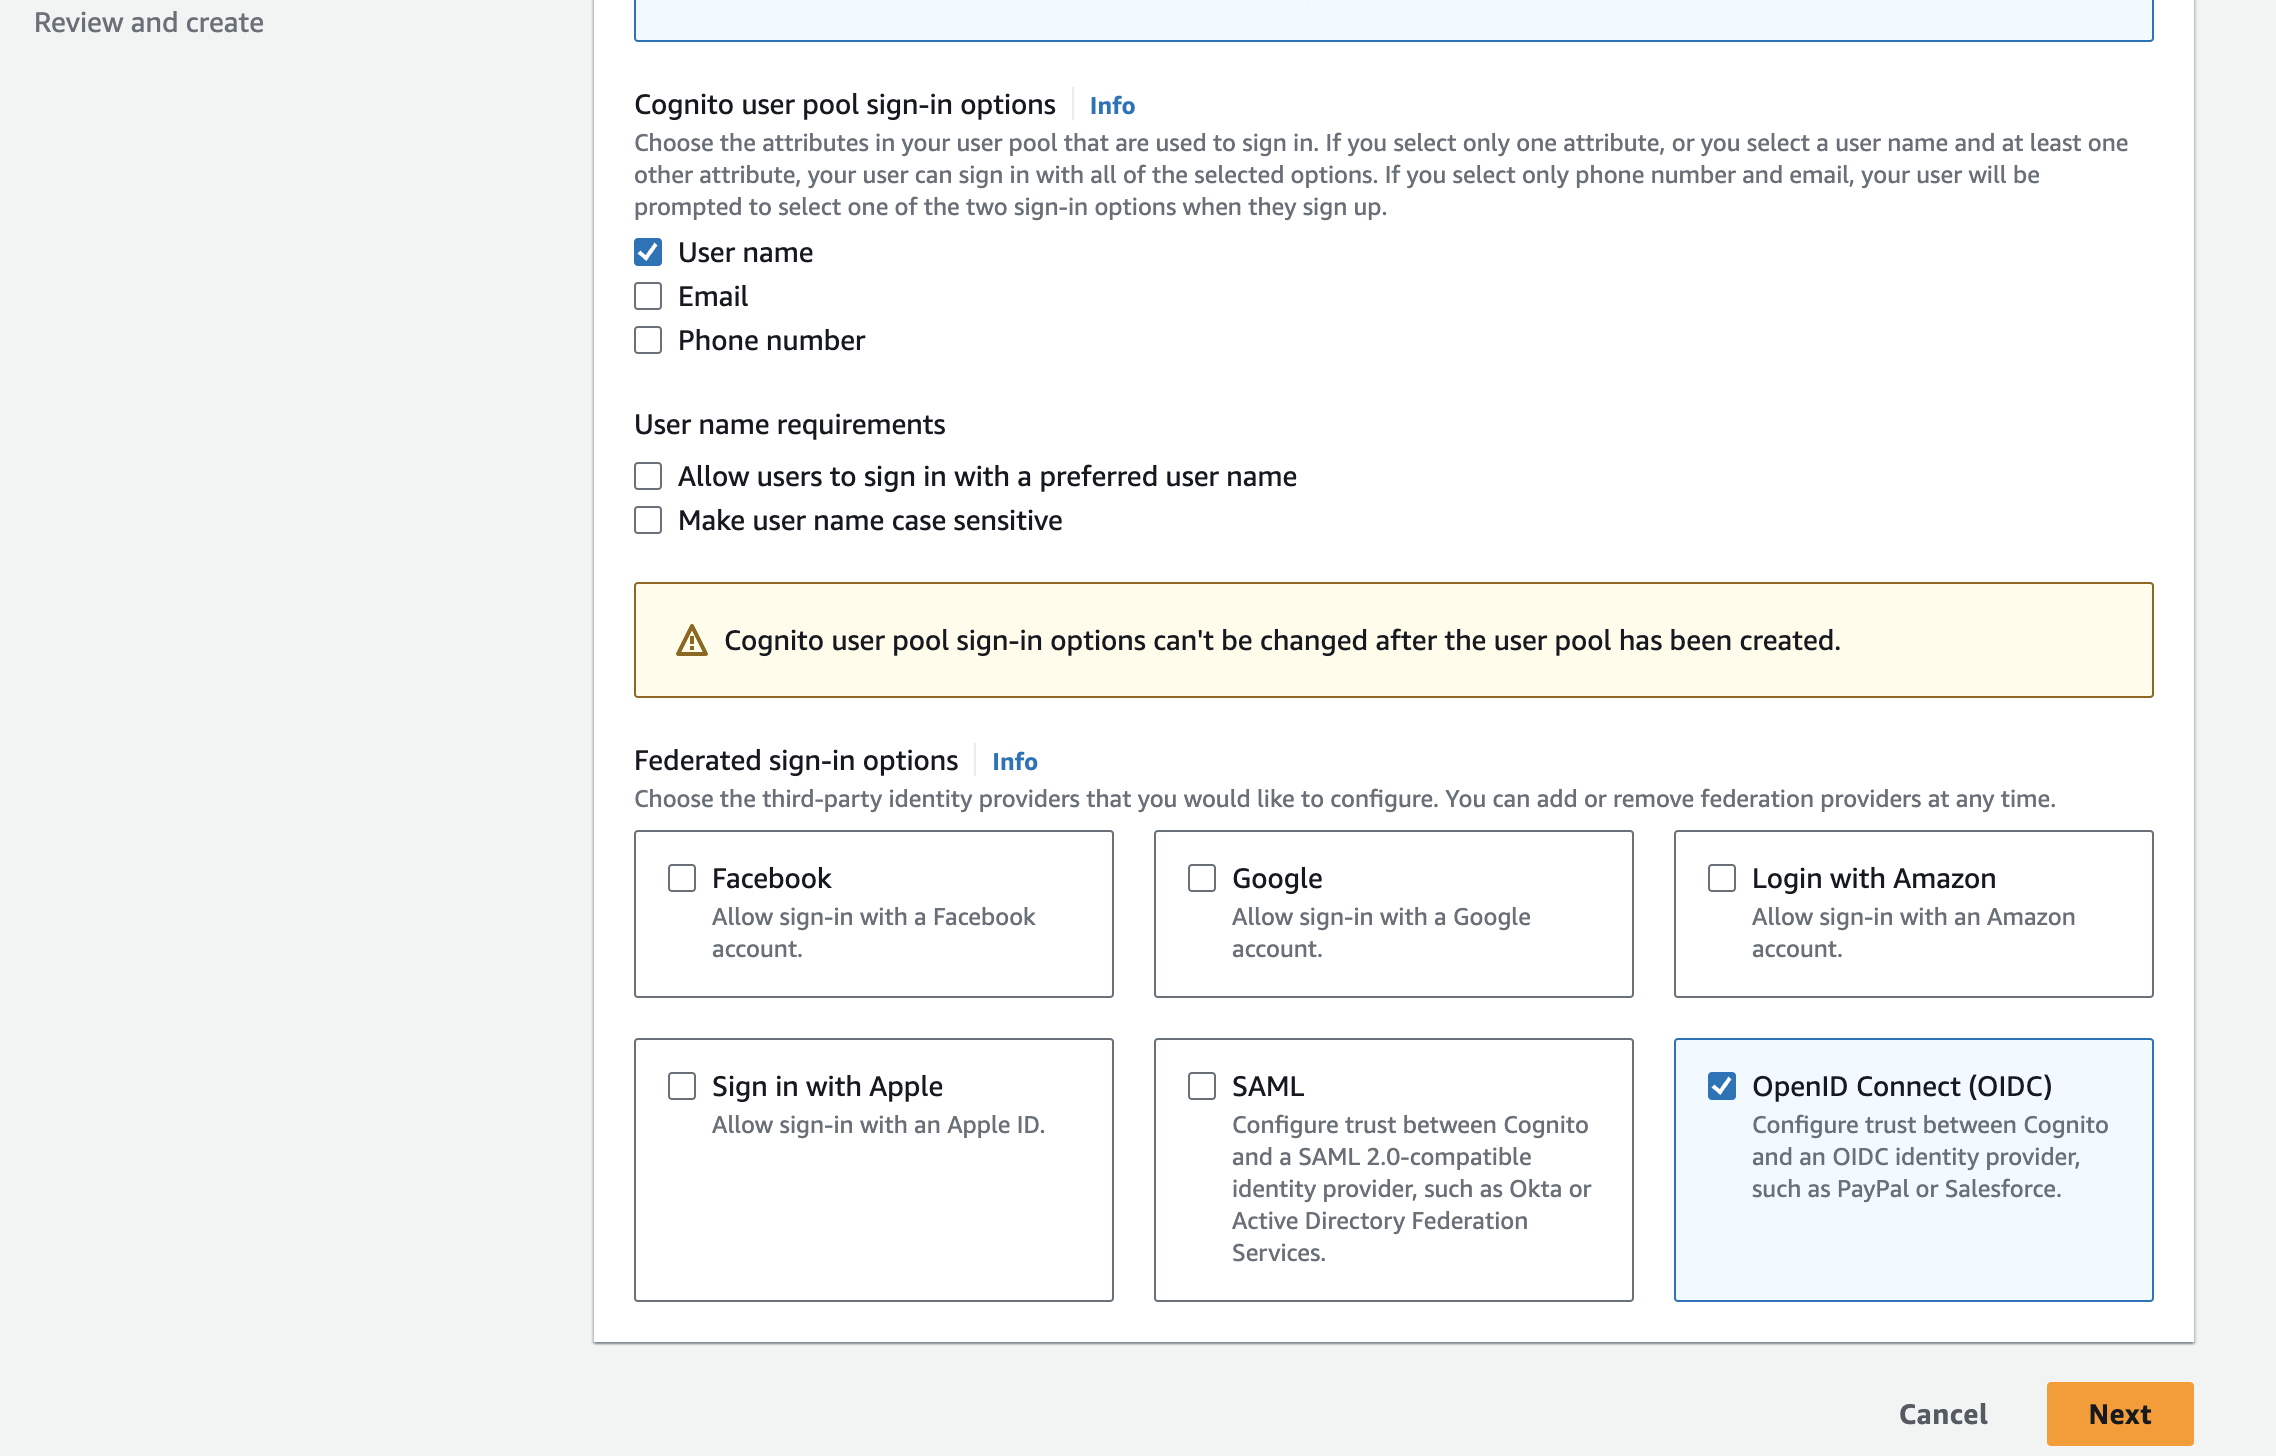 Review and create
Cognito user pool sign-in options
Info
Choose the attributes in your user pool that are used to sign in. If you select only one attribute, or you select a user name and at least one
other attribute, your user can sign in with all of the selected options. If you select only phone number and email, your user will be
prompted to select one of the two sign-in options when they sign up.
User name
Email
Phone number
User name requirements
Allow users to sign in with a preferred user name
Make user name case sensitive
Cognito user pool sign-in options can't be changed after the user pool has been created.
Federated sign-in options
Info
Choose the third-party identity providers that you would like to configure. You can add or remove federation providers at any time.
Facebook
Allow sign-in with a Facebook
account.
Google
Allow sign-in with a Google
account.
Login with Amazon
Allow sign-in with an Amazon
account.
Sign in with Apple
Allow sign-in with an Apple ID.
SAML
Configure trust between Cognito
and a SAML 2.0-compatible
identity provider, such as Okta or
Active Directory Federation
Services.
OpenID Connect (OIDC)
Configure trust between Cognito
and an OIDC identity provider,
such as PayPal or Salesforce.
Cancel
Next